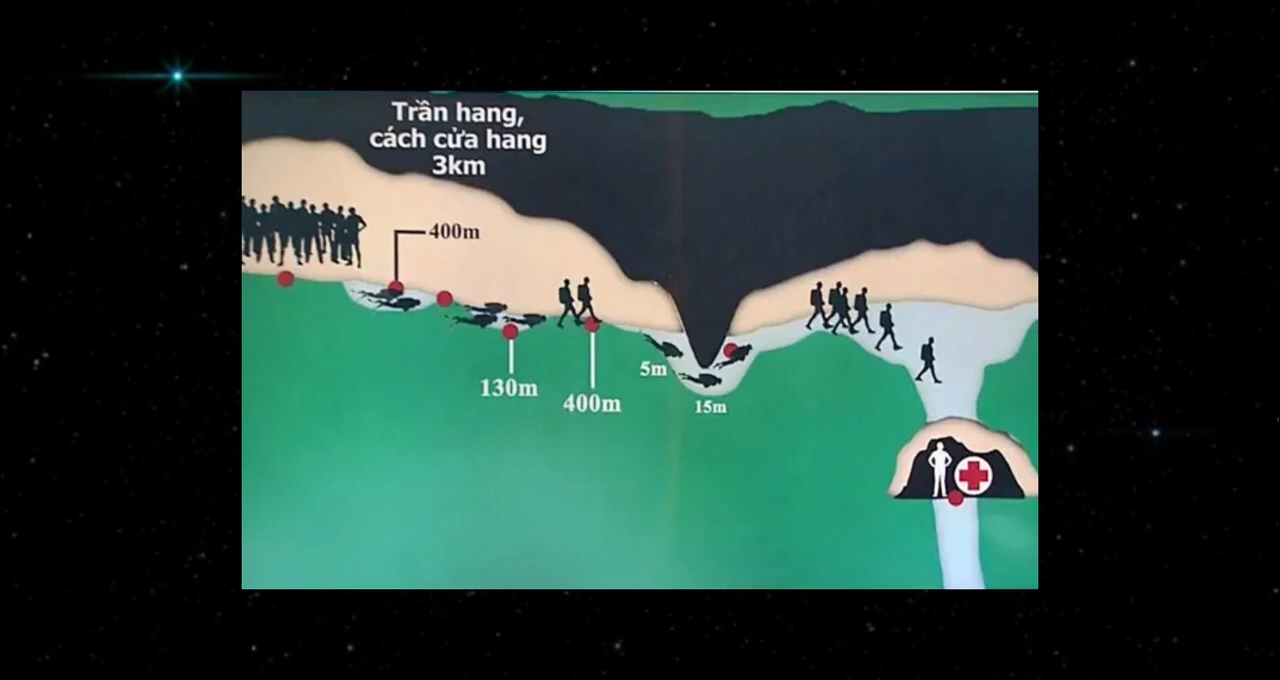 Trần hang,
cách cửa hang
3km
400m
130m
400m
5m
15m